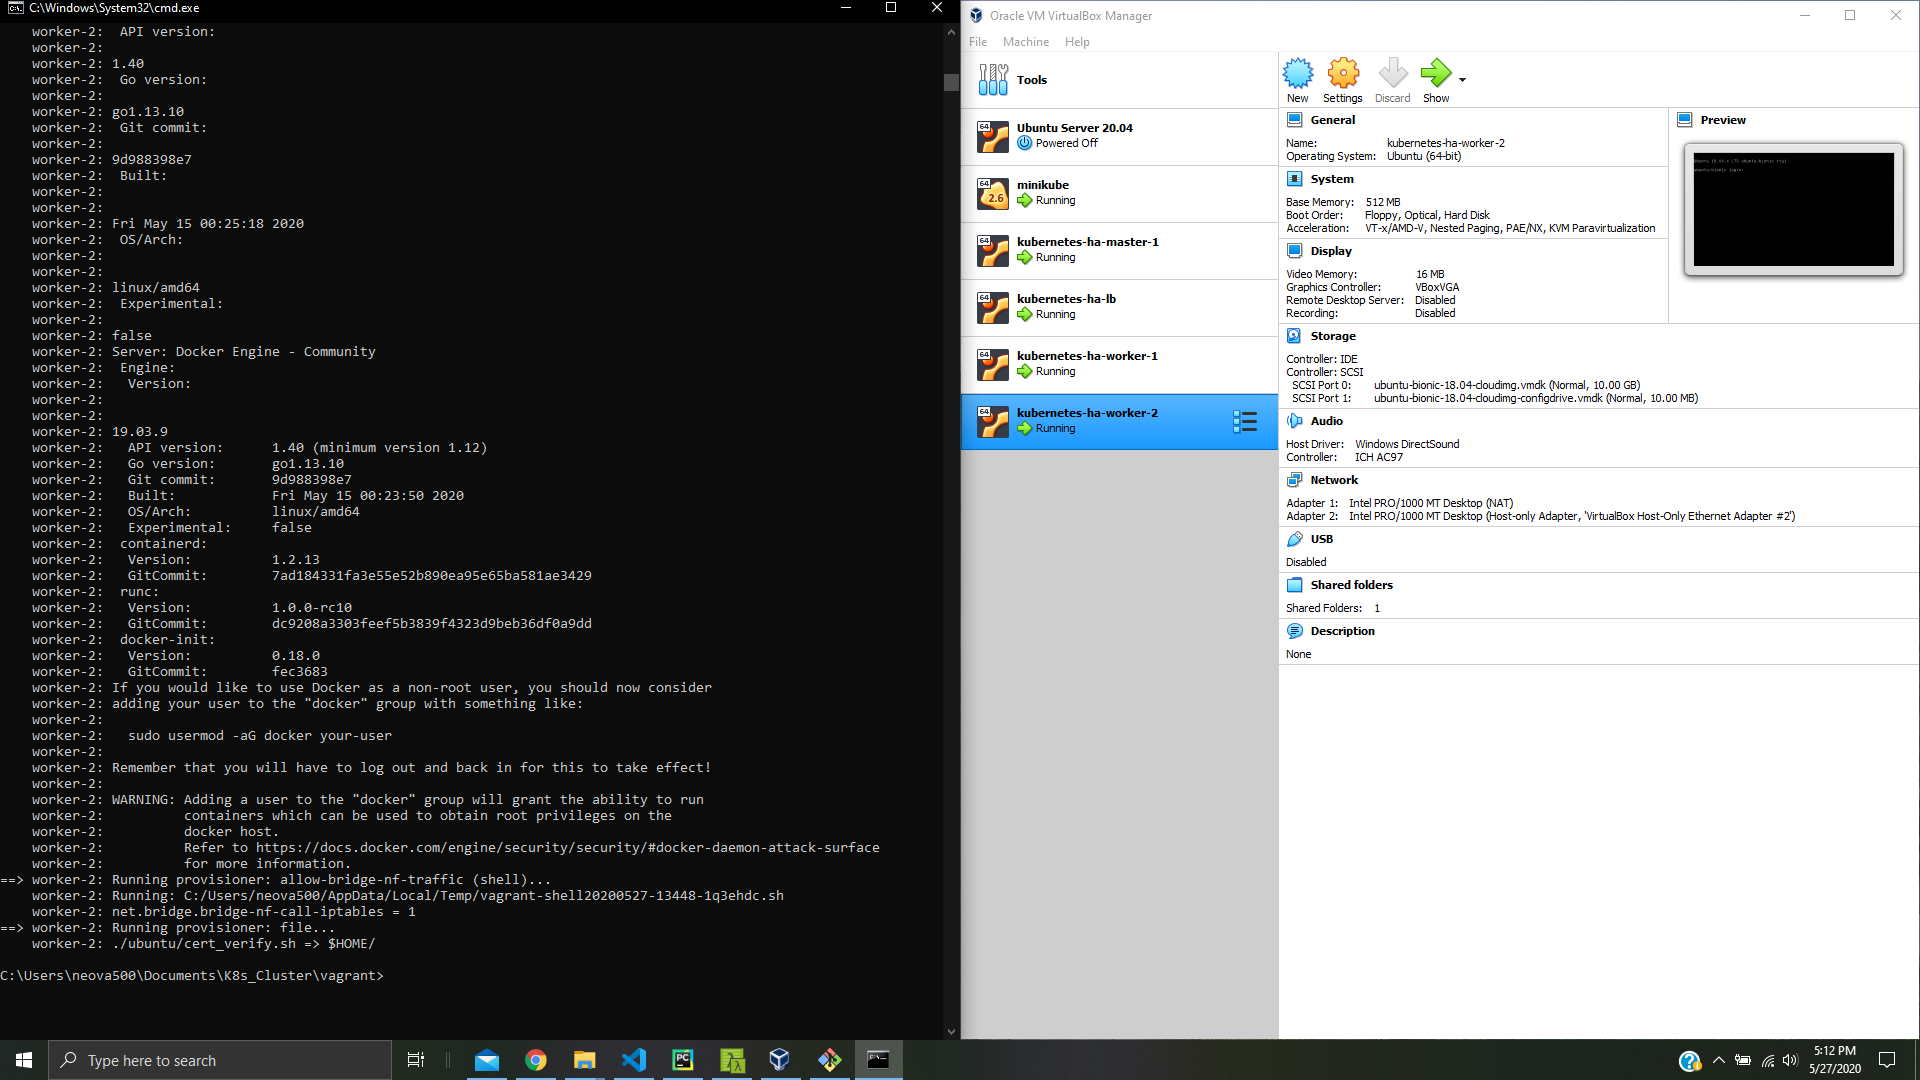 C:\Windows\System32\cmd.exe
worker-2:  API version:
worker-2:
worker-2: 1.40
worker-2:  Go version:
worker-2:
worker-2: go1.13.10
worker-2:  Git commit:
worker-2:
worker-2: 9d988398e7
worker-2:  Built:
worker-2:
worker-2:
worker-2: Fri May 15 00:25:18 2020
worker-2:  OS/Arch:
worker-2:
worker-2:
worker-2: linux/amd64
worker-2:  Experimental:
worker-2:
worker-2: false
worker-2: Server: Docker Engine - Community
worker-2:  Engine:
worker-2:   Version:
worker-2:
worker-2:
worker-2: 19.03.9
worker-2:   API version:      1.40 (minimum version 1.12)
worker-2:   Go version:       go1.13.10
worker-2:   Git commit:       9d988398e7
worker-2:   Built:            Fri May 15 00:23:50 2020
worker-2:   OS/Arch:          linux/amd64
worker-2:   Experimental:     false
worker-2:  containerd:
worker-2:   Version:          1.2.13
worker-2:   GitCommit:        7ad184331fa3e55e52b890ea95e65ba581ae3429
worker-2:  runc:
worker-2:   Version:          1.0.0-rc10
worker-2:   GitCommit:        dc9208a3303feef5b3839f4323d9beb36df0a9dd
worker-2:  docker-init:
worker-2:   Version:          0.18.0
worker-2:   GitCommit:        fec3683
worker-2: If you would like to use Docker as a non-root user, you should now consider
worker-2: adding your user to the "docker" group with something like:
worker-2:
worker-2:   sudo usermod -aG docker your-user
worker-2:
worker-2: Remember that you will have to log out and back in for this to take effect!
worker-2:
worker-2: WARNING: Adding a user to the "docker" group will grant the ability to run
worker-2:          containers which can be used to obtain root privileges on the
worker-2:          docker host.
worker-2:          Refer to https://docs.docker.com/engine/security/security/#docker-daemon-attack-surface
worker-2:          for more information.
==> worker-2: Running provisioner: allow-bridge-nf-traffic (shell)...
worker-2: Running: C:/Users/neova500/AppData/Local/Temp/vagrant-shell20200527-13448-1q3ehdc.sh
worker-2: net.bridge.bridge-nf-call-iptables = 1
==> worker-2: Running provisioner: file...
worker-2: ./ubuntu/cert_verify.sh => $HOME/
C:\Users\neova500\Documents\K8s_Cluster\vagrant>
Oracle VM VirtualBox Manager
File Machine Help
Tools
64
Ubuntu Server 20.04
Powered Off
64
2.6
minikube
Running
64
kubernetes-ha-master-1
Running
64
kubernetes-ha-lb
Running
64
kubernetes-ha-worker-1
Running
64
kubernetes-ha-worker-2
Running
New Settings Discard Show
General
Name: kubernetes-ha-worker-2
Operating System: Ubuntu (64-bit)
System
Base Memory: 512 MB
Boot Order: Floppy, Optical, Hard Disk
Acceleration: VT-x/AMD-V, Nested Paging, PAE/NX, KVM Paravirtualization
Display
Video Memory: 16 MB
Graphics Controller: VBoxVGA
Remote Desktop Server: Disabled
Recording: Disabled
Preview
Ubuntu 18.04.4 LTS ubuntu-bionic tty1
ubuntu-bionic login:
Storage
Controller: IDE
Controller: SCSI
SCSI Port 0: ubuntu-bionic-18.04-cloudimg.vmdk (Normal, 10.00 GB)
SCSI Port 1: ubuntu-bionic-18.04-cloudimg-configdrive.vmdk (Normal, 10.00 MB)
Audio
Host Driver: Windows DirectSound
Controller: ICH AC97
Network
Adapter 1: Intel PRO/1000 MT Desktop (NAT)
Adapter 2: Intel PRO/1000 MT Desktop (Host-only Adapter, 'VirtualBox Host-Only Ethernet Adapter #2')
USB
Disabled
Shared folders
Shared Folders: 1
Description
None
Type here to search
PC
5:12 PM
5/27/2020